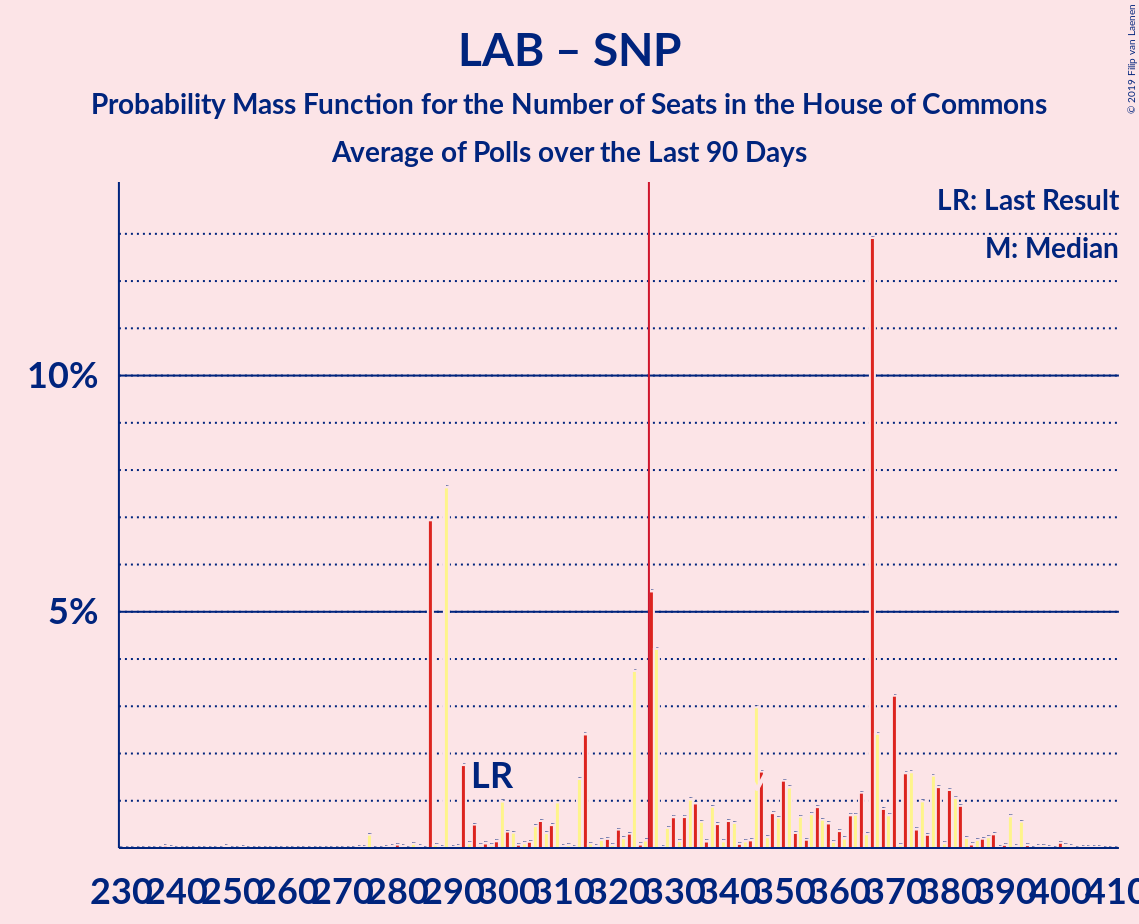 LAB – SNP
Probability Mass Function for the Number of Seats in the House of Commons
Average of Polls over the Last 90 Days
© 2019 Filip van Laenen
LR: Last Result
M: Median
10%
5%
LR
230 240 250 260 270 280 290 300 310 320 330 340 350 360 370 380 390 400 410